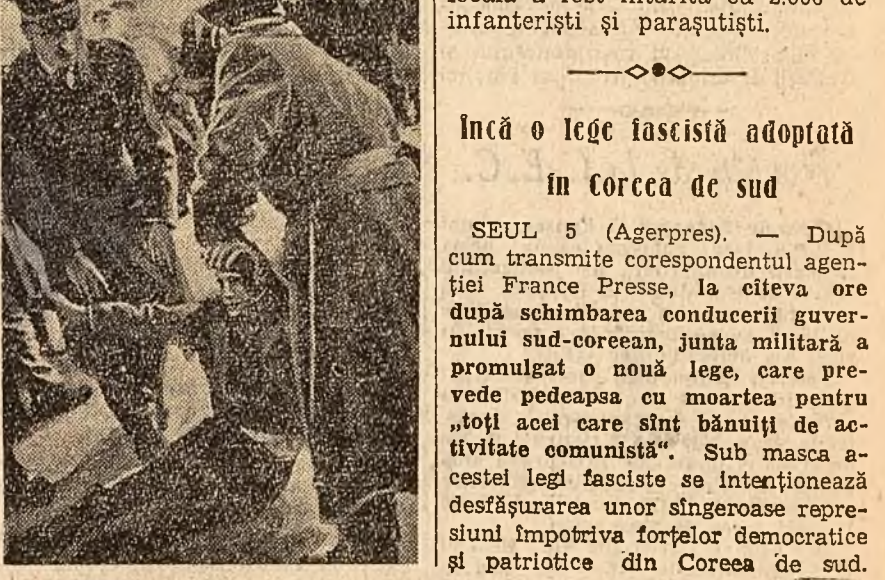 infanteriști și parașutiști.
Încă o lege fascistă adoptată
în Coreea de sud
SEUL 5 (Agerpres). — După
cum transmite corespondentul agen-
ției France Presse, la cîteva ore
după schimbarea conducerii guver-
nului sud-coreean, junta militară a
promulgat o nouă lege, care pre-
vede pedeapsa cu moartea pentru
„toți acei care sînt bănuiți de ac-
tivitate comunistă“. Sub masca a-
cestei legi fasciste se intenționează
desfășurarea unor sîngeroase repre-
siuni împotriva forțelor democratice
și patriotice din Coreea de sud.